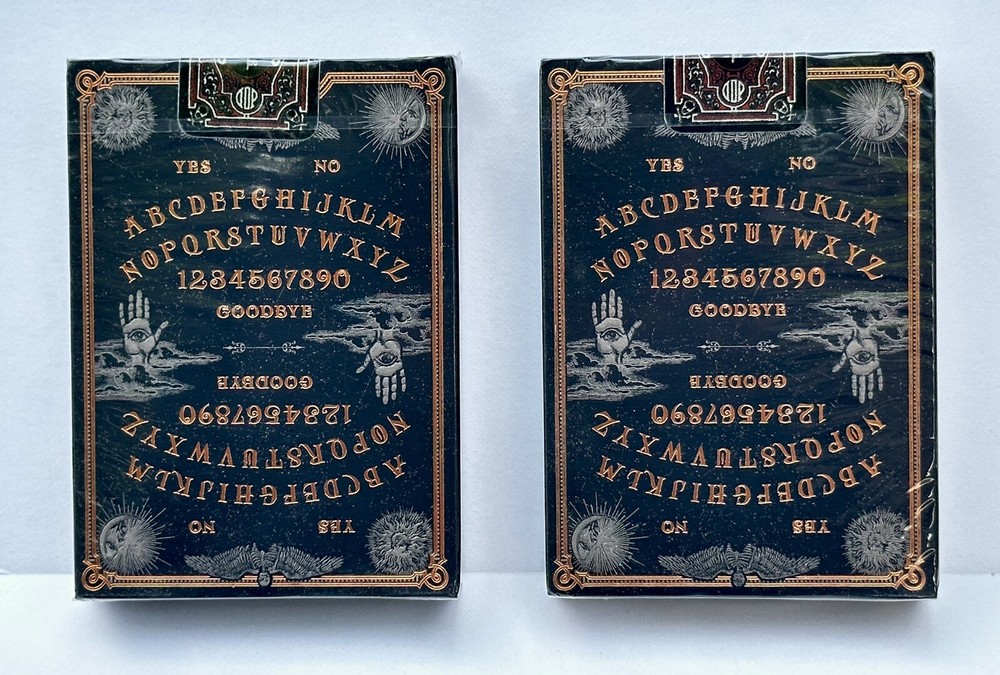 YES NO
ABCDEFGHIJKLM
NOPQRSTUVWXYZ
1234567890
GOODBYE
YES NO
ABCDEFGHIJKLM
NOPQRSTUVWXYZ
1234567890
GOODBYE
YES NO
ABCDEFGHIJKLM
NOPQRSTUVWXYZ
1234567890
GOODBYE
YES NO
ABCDEFGHIJKLM
NOPQRSTUVWXYZ
1234567890
GOODBYE